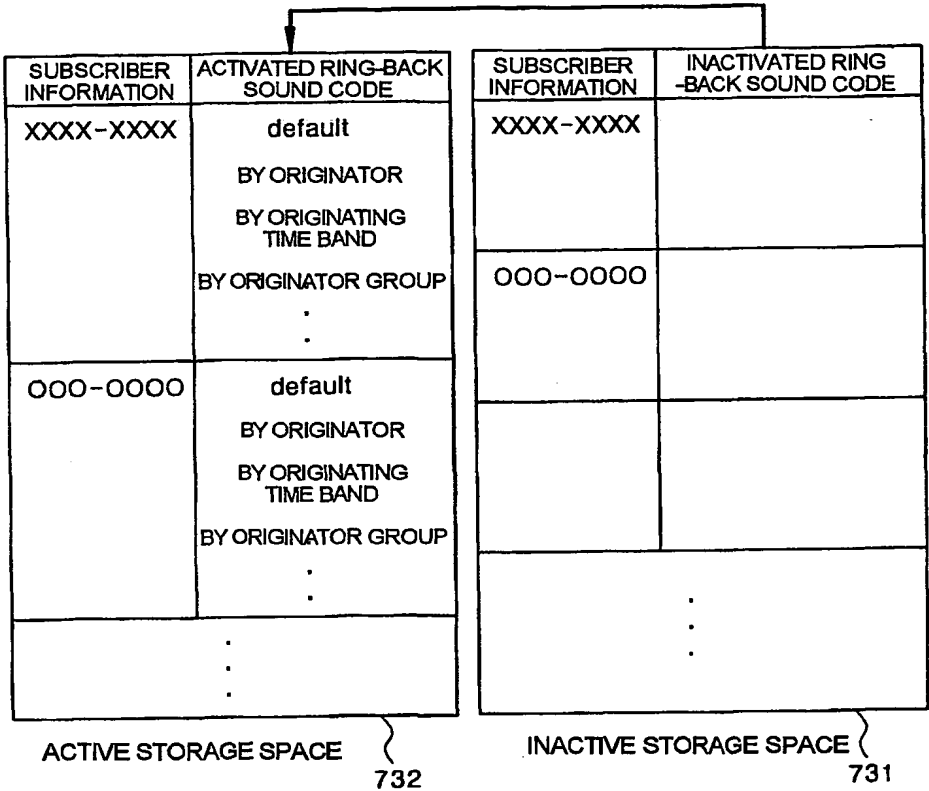 SUBSCRIBER
INFORMATION
ACTIVATED RING-BACK
SOUND CODE
XXXX-XXXX
default
BY ORIGINATOR
BY ORIGINATING
TIME BAND
BY ORIGINATOR GROUP
OOO-OOOO
default
BY ORIGINATOR
BY ORIGINATING
TIME BAND
BY ORIGINATOR GROUP
ACTIVE STORAGE SPACE
732
SUBSCRIBER
INFORMATION
INACTIVATED RING
-BACK SOUND CODE
XXXX-XXXX
OOO-OOOO
INACTIVE STORAGE SPACE
731